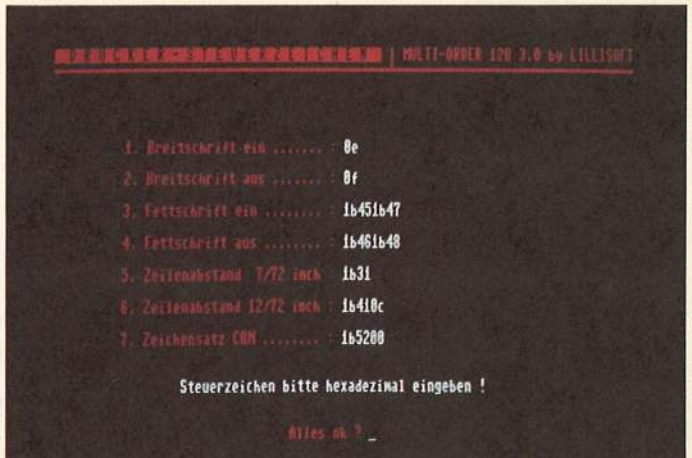 DRUCKER-STEUERZEICHEN | MULTI-ORDER 128 3.0 by LILLISOFT
1. Breitschrift ein ....... : 0e
2. Breitschrift aus ....... : 0f
3. Fettschrift ein ........ : 1b451b47
4. Fettschrift aus ........ : 1b461b48
5. Zeilenabstand 7/72 inch : 1b31
6. Zeilenabstand 12/72 inch : 1b410c
7. Zeichensatz CBM ........ : 1b5200
Steuerzeichen bitte hexadezimal eingeben !
Alles ok ? _